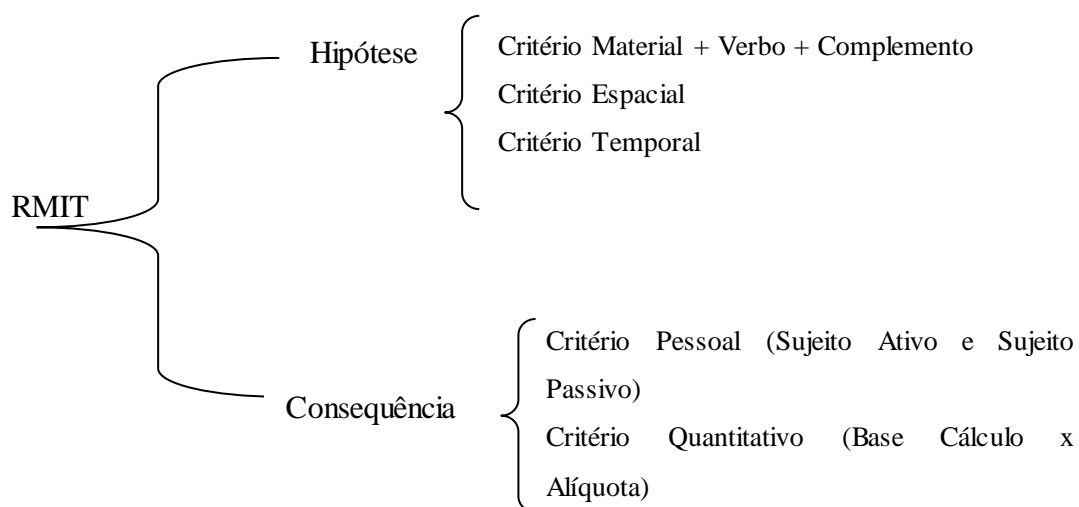 Hipótese
Critério Material + Verbo + Complemento
Critério Espacial
Critério Temporal
RMIT
Consequência
Critério Pessoal (Sujeito Ativo e Sujeito
Passivo)
Critério Quantitativo (Base Cálculo x
Alíquota)